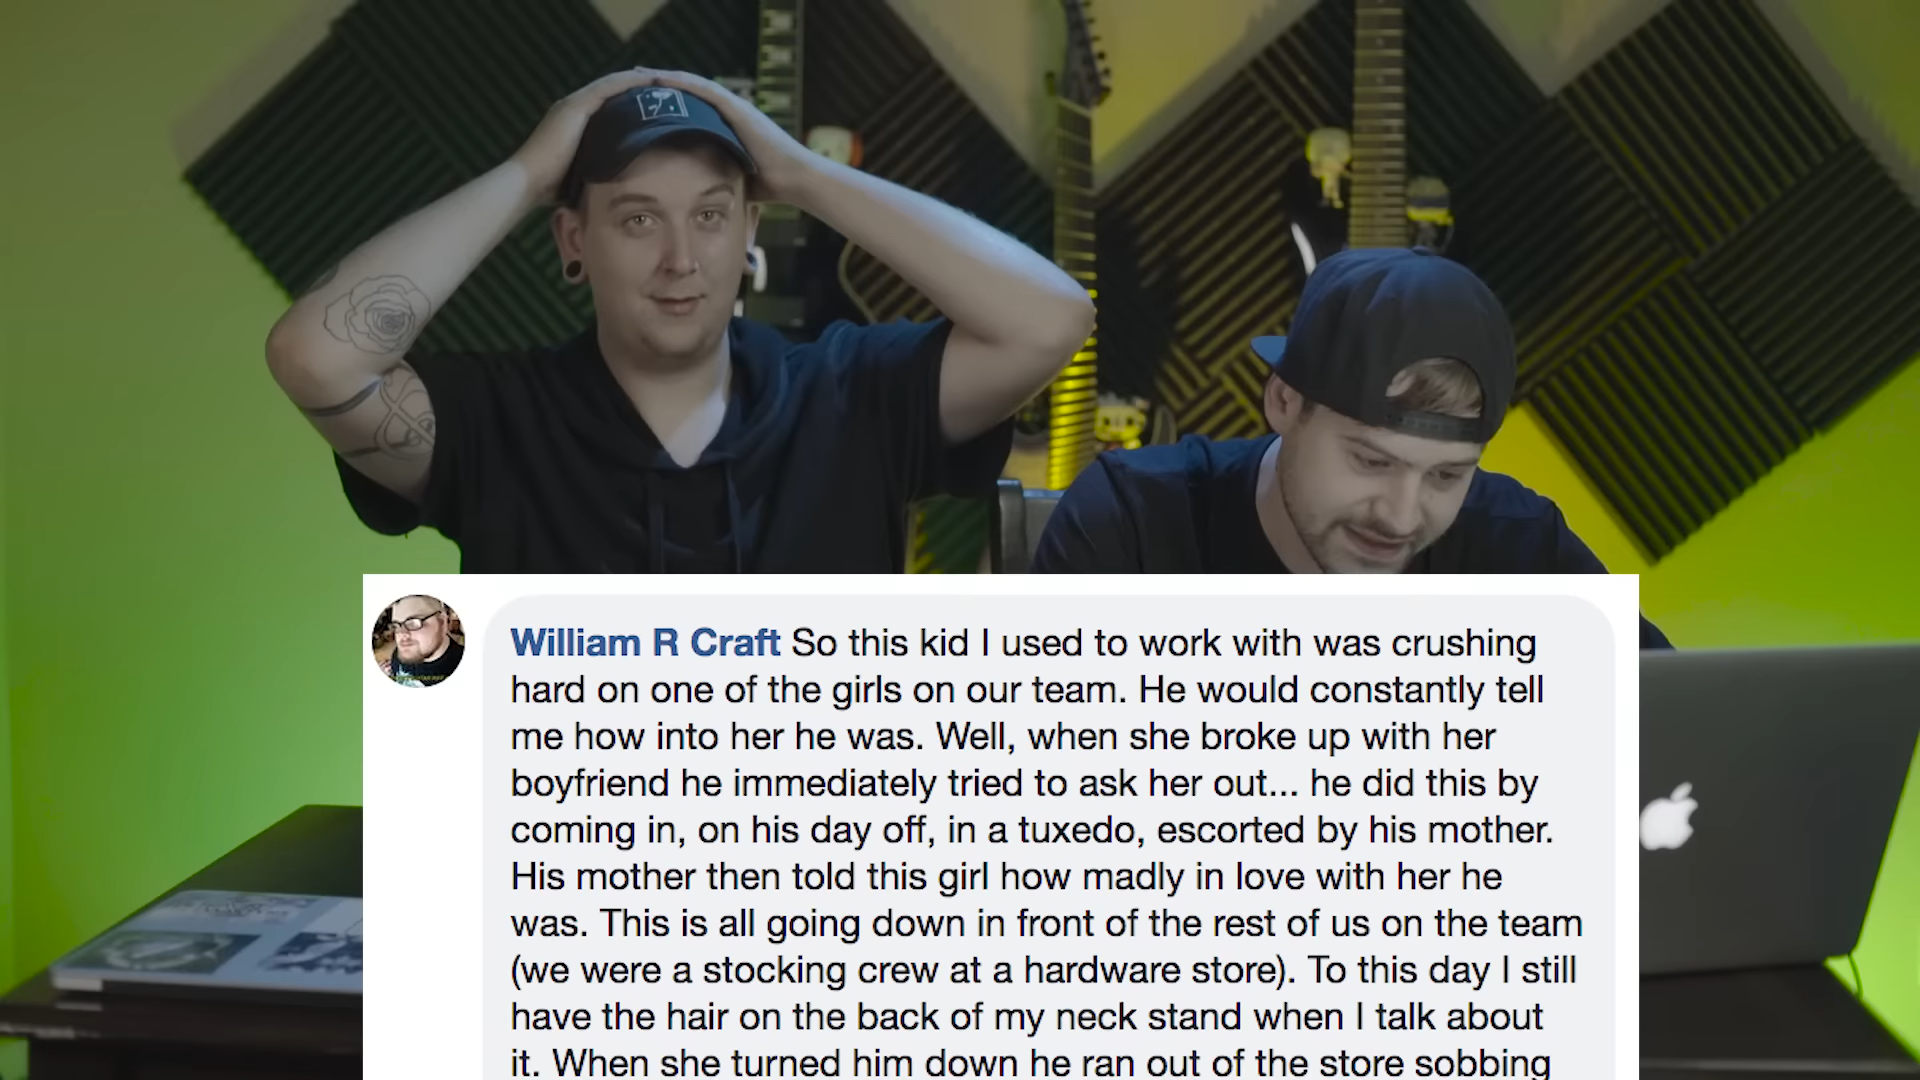 William R Craft So this kid I used to work with was crushing
hard on one of the girls on our team. He would constantly tell
me how into her he was. Well, when she broke up with her
boyfriend he immediately tried to ask her out... he did this by
coming in, on his day off, in a tuxedo, escorted by his mother.
His mother then told this girl how madly in love with her he
was. This is all going down in front of the rest of us on the team
(we were a stocking crew at a hardware store). To this day I still
have the hair on the back of my neck stand when I talk about
it. When she turned him down he ran out of the store sobbing